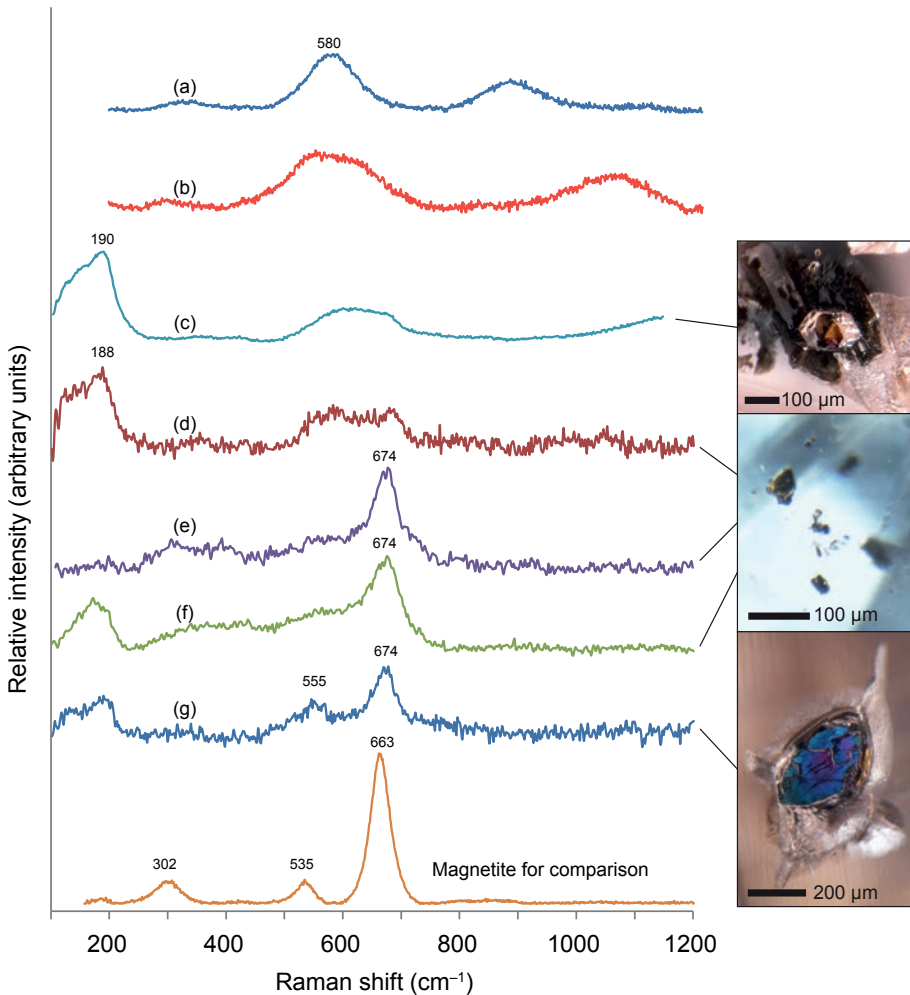 580
(a)
(b)
190
(c)
100 µm
188
(d)
674
(e)
674
100 µm
(f)
674
555
(g)
663
302
535
Magnetite for comparison
200 µm
200
400
600
800
1000
1200
Raman shift (cm⁻¹)
Relative intensity (arbitrary units)